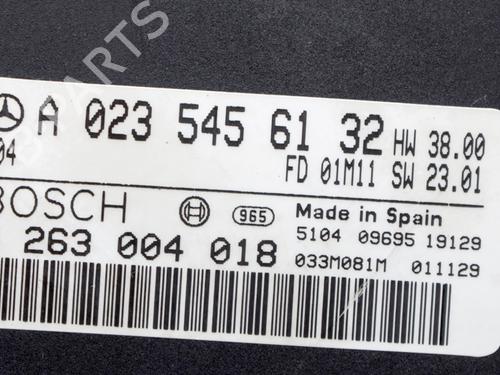 PARTS
A 023 545 61 32 HW 38.00
04 FD 01M11 SW 23.01
BOSCH 965 Made in Spain
5104 09695 19129
263 004 018 033M081M 011129